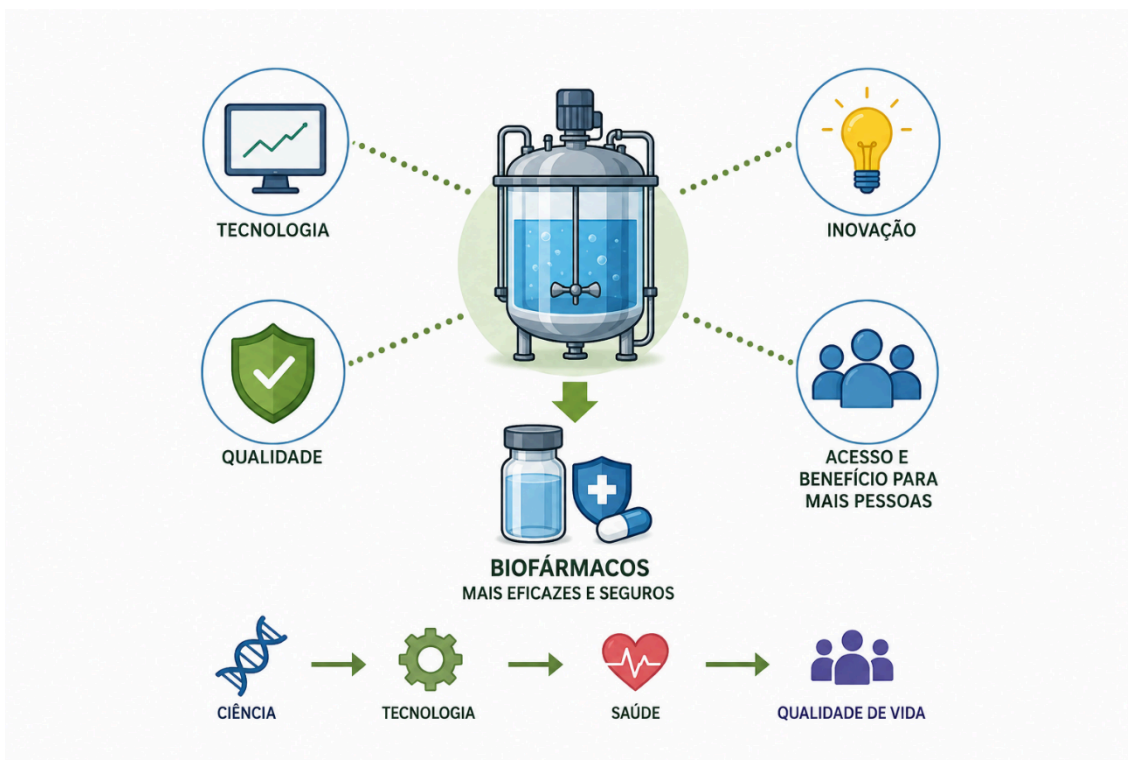 TECNOLOGIA
INOVAÇÃO
QUALIDADE
ACESSO E
BENEFÍCIO PARA
MAIS PESSOAS
BIOFÁRMACOS
MAIS EFICAZES E SEGUROS
CIÊNCIA
TECNOLOGIA
SAÚDE
QUALIDADE DE VIDA